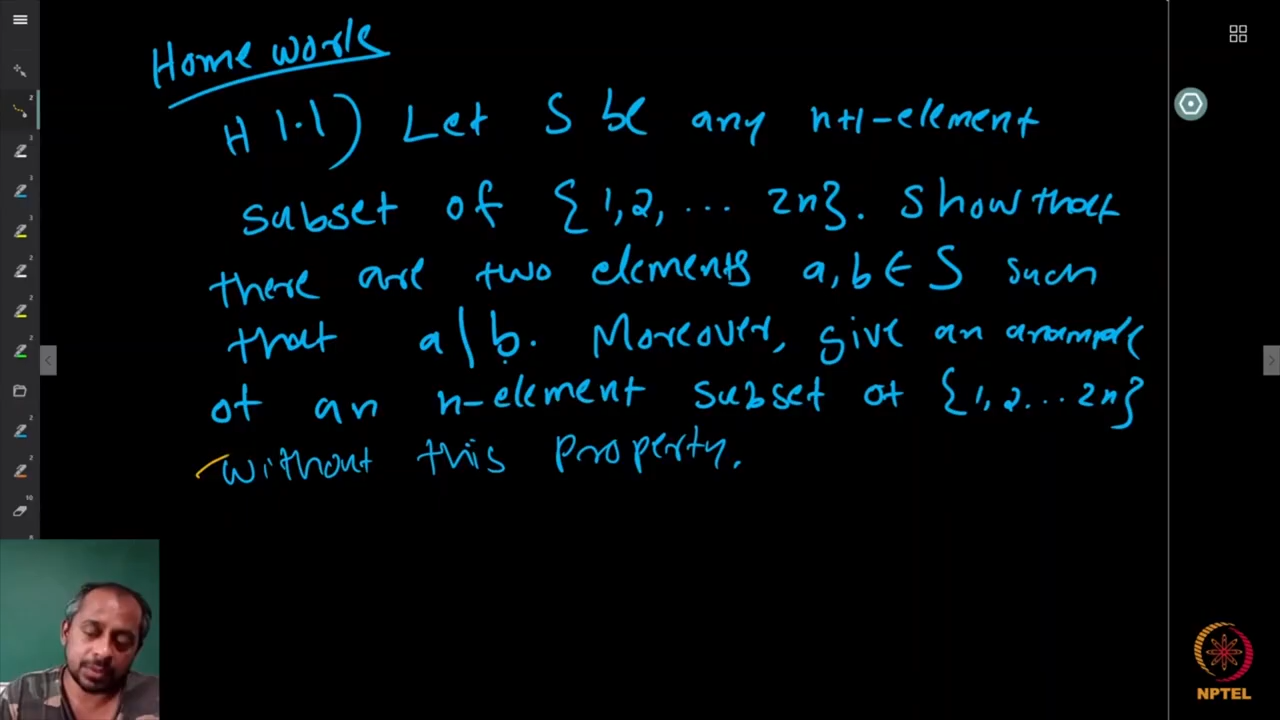 Home work
H 1.1) Let S be any n+1-element
subset of {1,2, ... 2n}. Show that
there are two elements a,b ∈ S such
that a|b. Moreover, give an example
of an n-element subset of {1,2...2n}
without this property.
NPTEL